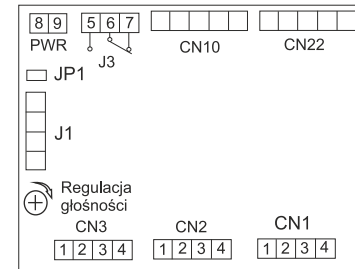 8 9 5 6 7
PWR J3 CN10 CN22
JP1
J1
Regulacja
głośności
CN3 CN2 CN1
1 2 3 4 1 2 3 4 1 2 3 4